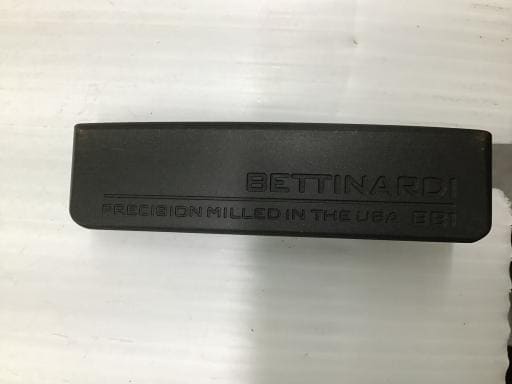 BETTINARDI
PRECISION MILLED IN THE USA BB1